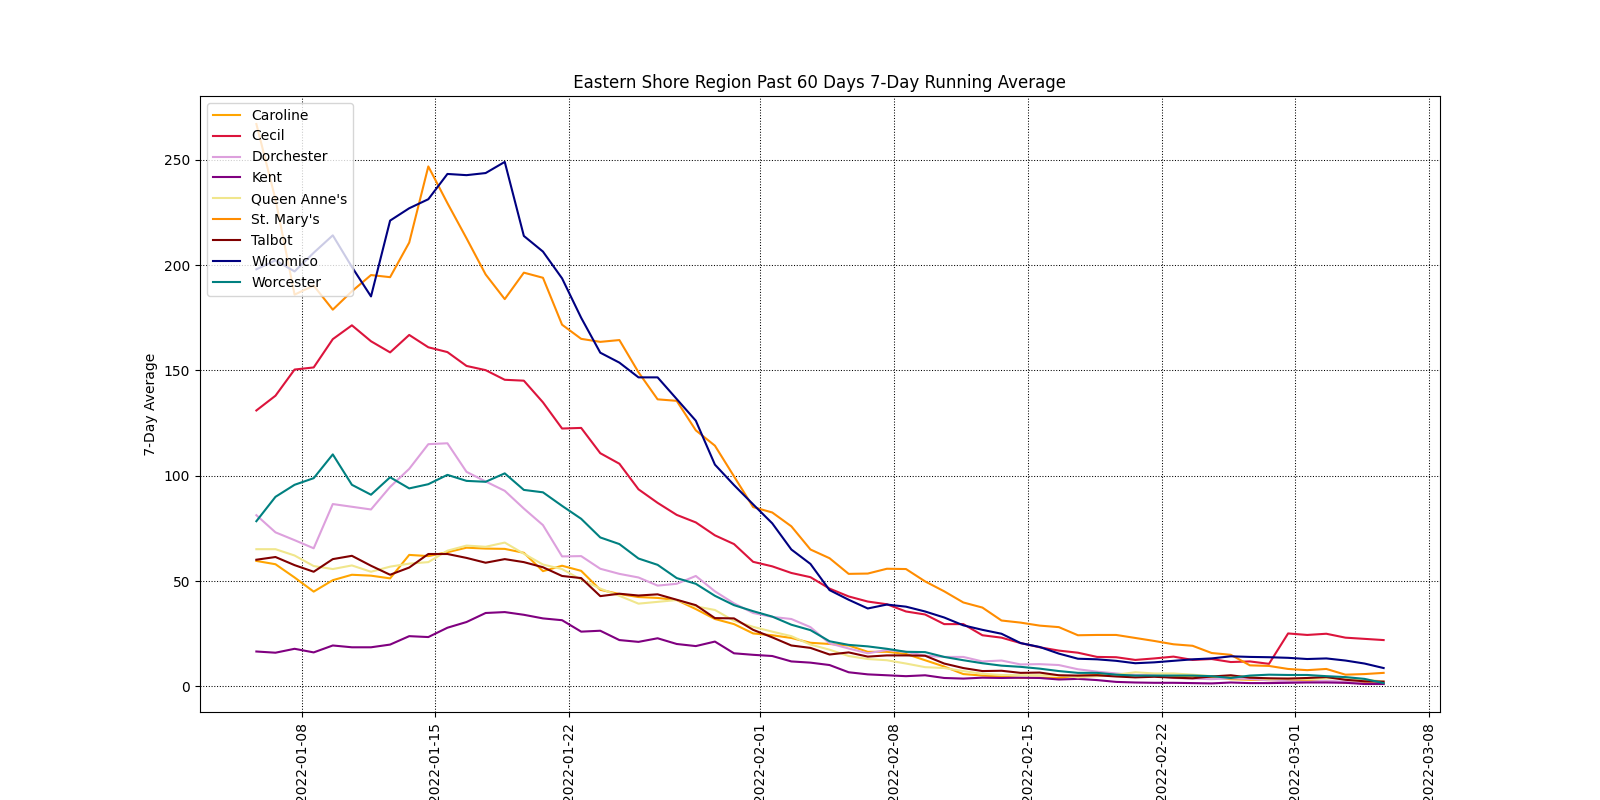 Eastern Shore Region Past 60 Days 7-Day Running Average
Caroline
Cecil
Dorchester
Kent
Queen Anne's
St. Mary's
Talbot
Wicomico
Worcester
7-Day Average
250
200
150
100
50
0
2022-01-08
2022-01-15
2022-01-22
2022-02-01
2022-02-08
2022-02-15
2022-02-22
2022-03-01
2022-03-08